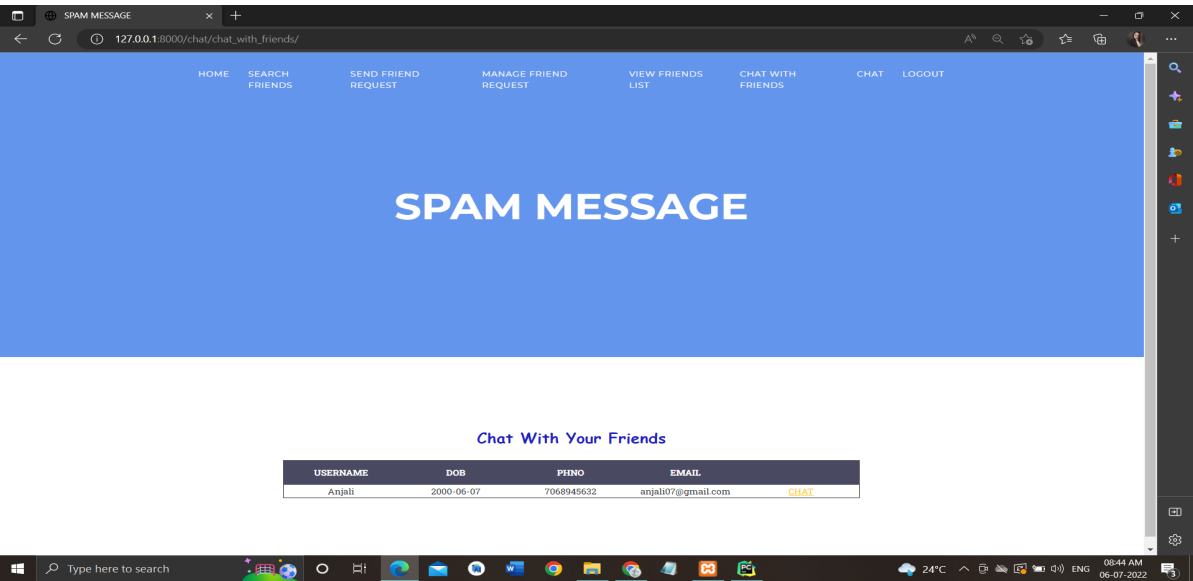 SPAM MESSAGE
127.0.0.1:8000/chat/chat_with_friends/
HOME SEARCH FRIENDS SEND FRIEND REQUEST MANAGE FRIEND REQUEST VIEW FRIENDS LIST CHAT WITH FRIENDS CHAT LOGOUT
SPAM MESSAGE
Chat With Your Friends
USERNAME DOB PHNO EMAIL
Anjali 2000-06-07 7068945632 anjali07@gmail.com CHAT
Type here to search
24°C ENG 08:44 AM
06-07-2022
3